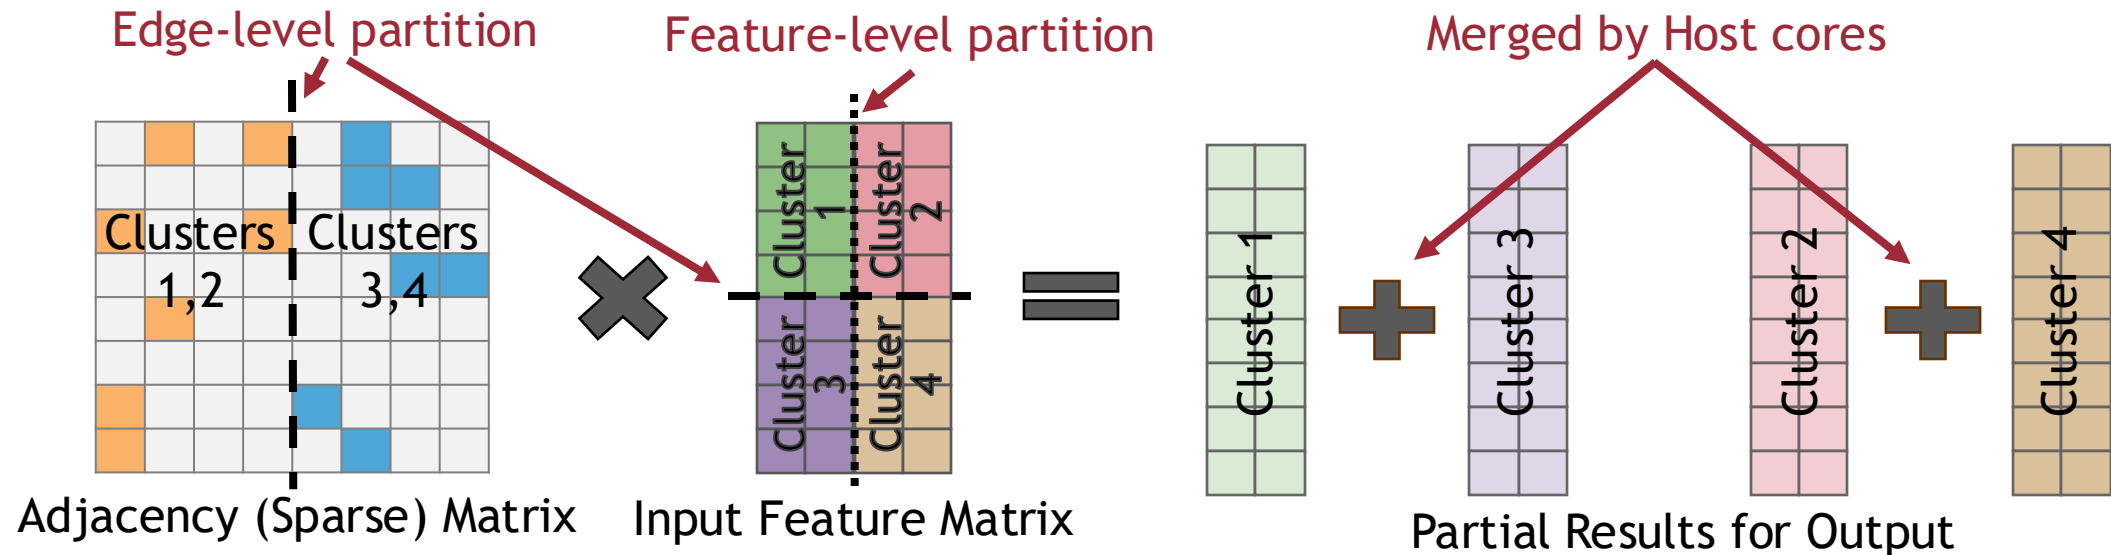 Edge-level partition
Feature-level partition
Merged by Host cores
Clusters
1,2
Clusters
3,4
Cluster
1
Cluster
2
Cluster
3
Cluster
4
Cluster 1
Cluster 3
Cluster 2
Cluster 4
Adjacency (Sparse) Matrix
Input Feature Matrix
Partial Results for Output